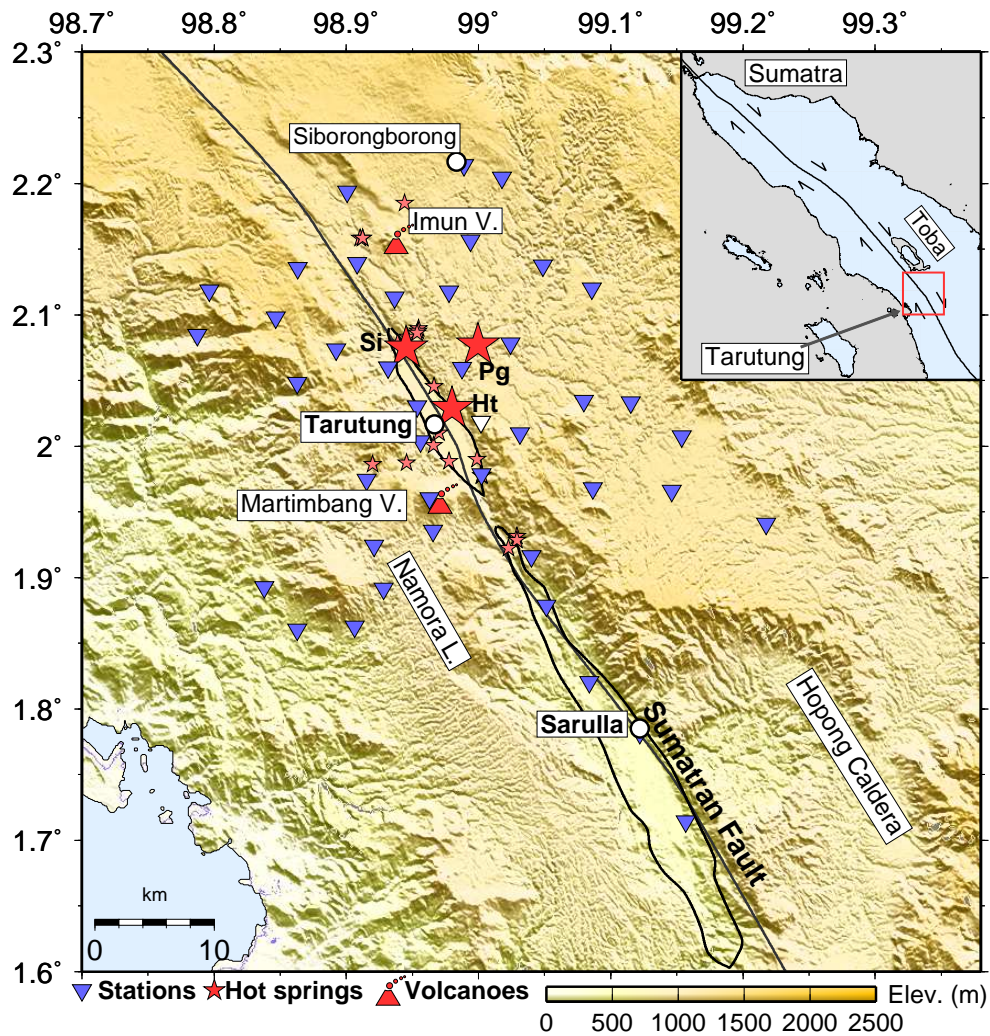 98.7˚ 98.8˚ 98.9˚ 99˚ 99.1˚ 99.2˚ 99.3˚
2.3˚
Sumatra
Siborongborong
2.2˚
Imun V.
Toba
2.1˚
Si
Tarutung
Pg
Ht
Tarutung
2˚
Martimbang V.
1.9˚
Namora L.
1.8˚
Hopong Caldera
Sarulla
Sumatran Fault
1.7˚
km
0 10
1.6˚
Stations Hot springs Volcanoes Elev. (m)
0 500 1000 1500 2000 2500